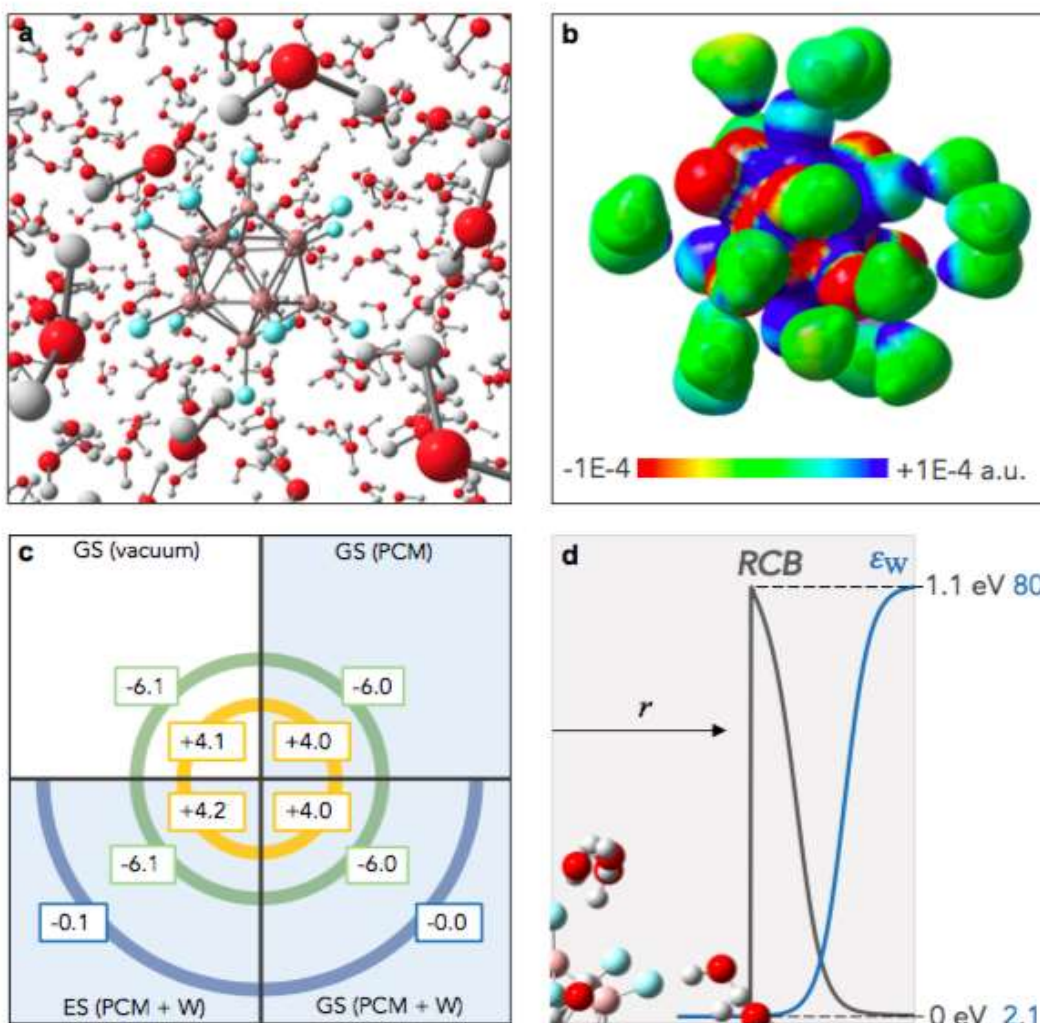 a
b
-1E-4
+1E-4 a.u.
c
GS (vacuum)
GS (PCM)
-6.1
-6.0
+4.1
+4.0
+4.2
+4.0
-6.1
-6.0
-0.1
-0.0
ES (PCM + W)
GS (PCM + W)
d
RCB
εW
1.1 eV 80
r
0 eV 2.1